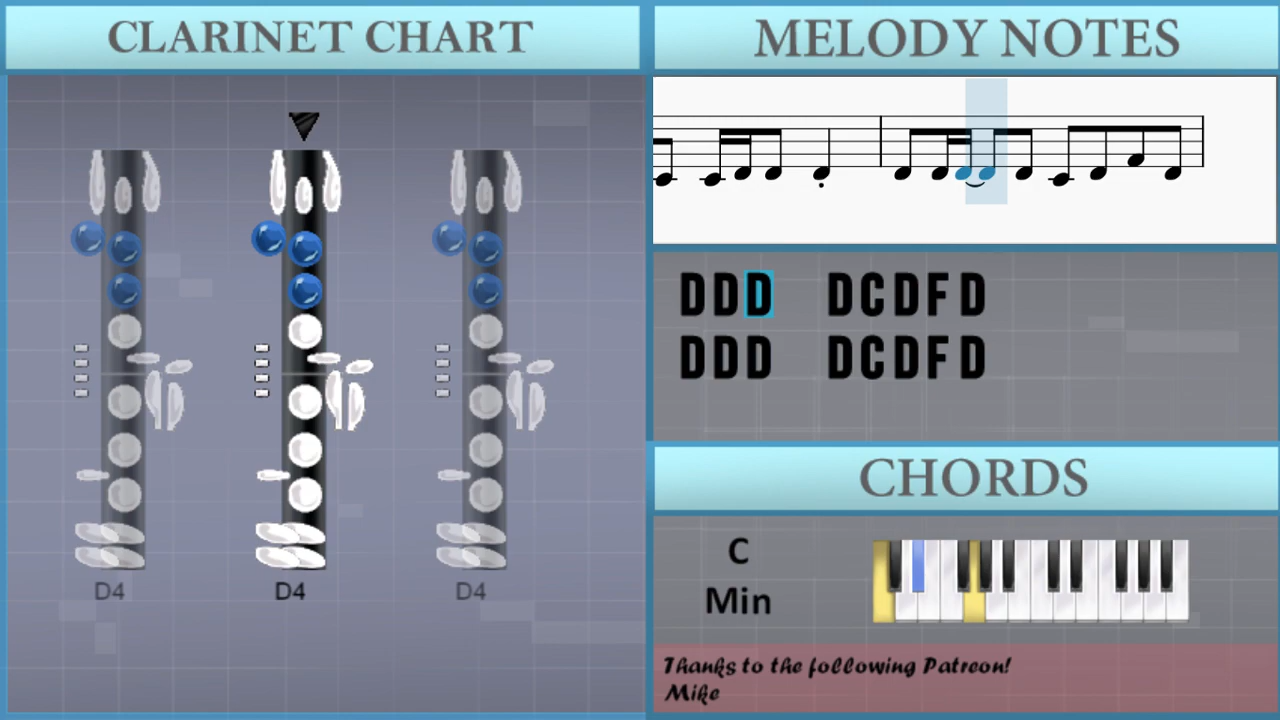 CLARINET CHART
D4 D4 D4
MELODY NOTES
DDD DCDFD
DDD DCDFD
CHORDS
C
Min
Thanks to the following Patreon!
Mike